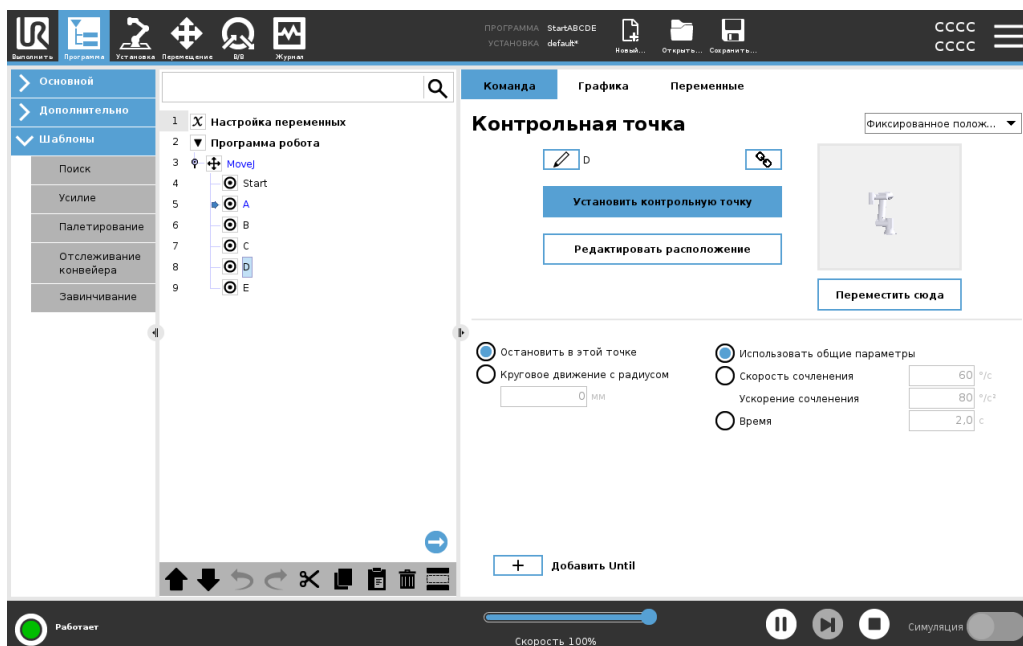 ПРОГРАММА StartABCDE
УСТАНОВКА default*
CCCC
CCCC
Выполнить
Программа
Установка
Перемещение
В/В
Журнал
Новый...
Открыть...
Сохранить...
Основной
Дополнительно
Шаблоны
Поиск
Усилие
Палетирование
Отслеживание
конвейера
Завинчивание
1 X Настройка переменных
2 Программа робота
3 MoveJ
4 Start
5 A
6 B
7 C
8 D
9 E
Команда Графика Переменные
Контрольная точка
Фиксированное полож...
D
Установить контрольную точку
Редактировать расположение
Переместить сюда
Остановить в этой точке
Круговое движение с радиусом
0 мм
Использовать общие параметры
Скорость сочленения 60 °/с
Ускорение сочленения 80 °/с²
Время 2,0 с
+ Добавить Until
Работает
Скорость 100%
Симуляция